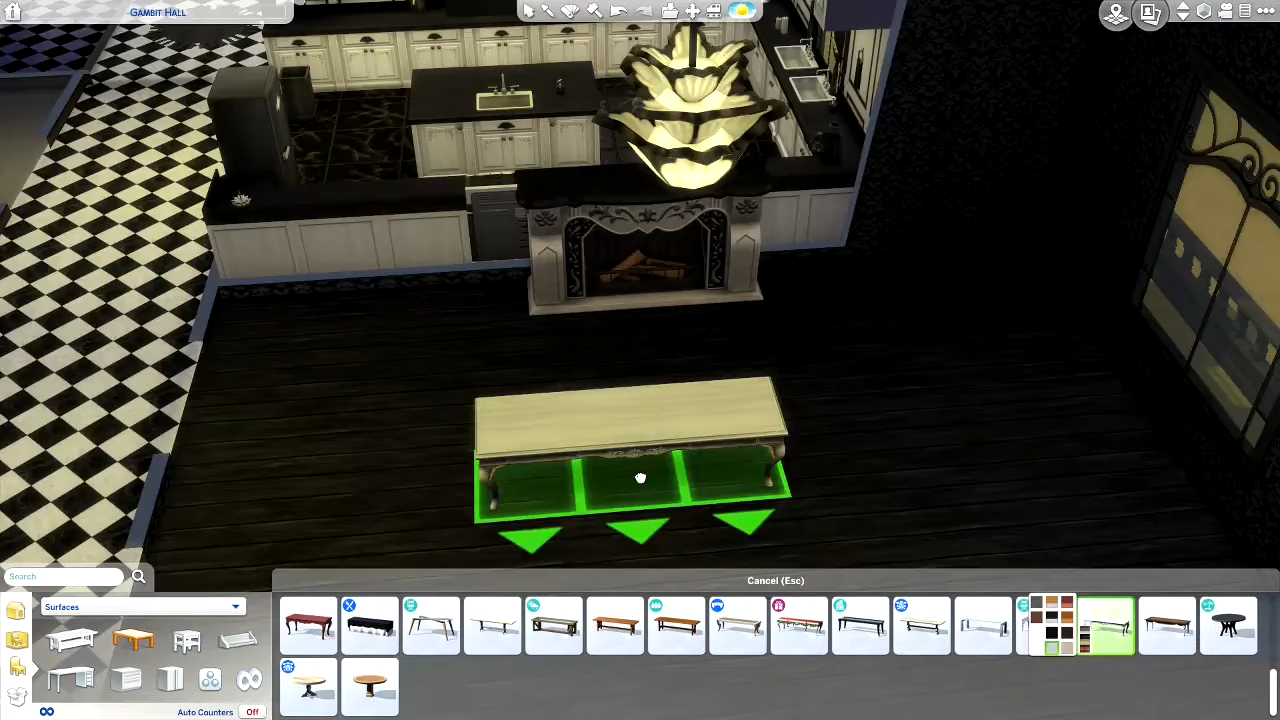 GAMBIT HALL
Cancel (Esc)
Search
Surfaces
Auto Counters Off